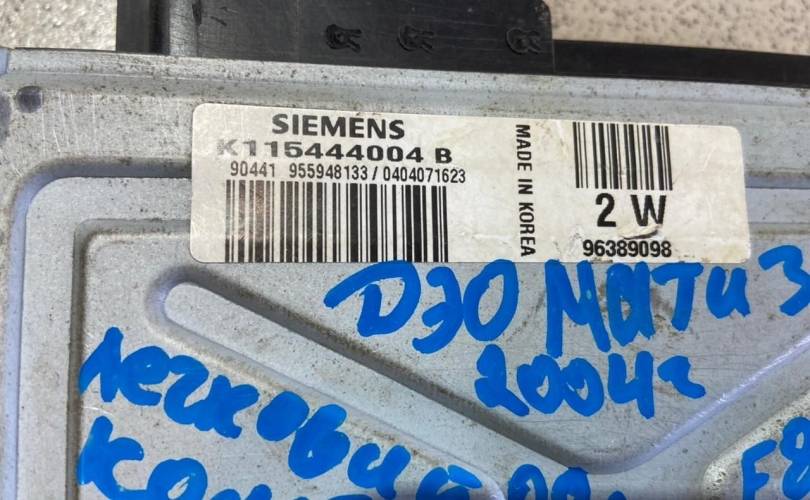 SIEMENS
K115444004 B
90441 955948133 / 0404071623
MADE IN KOREA
2 W
96389098
ДЭО МАТИЗ
2004г